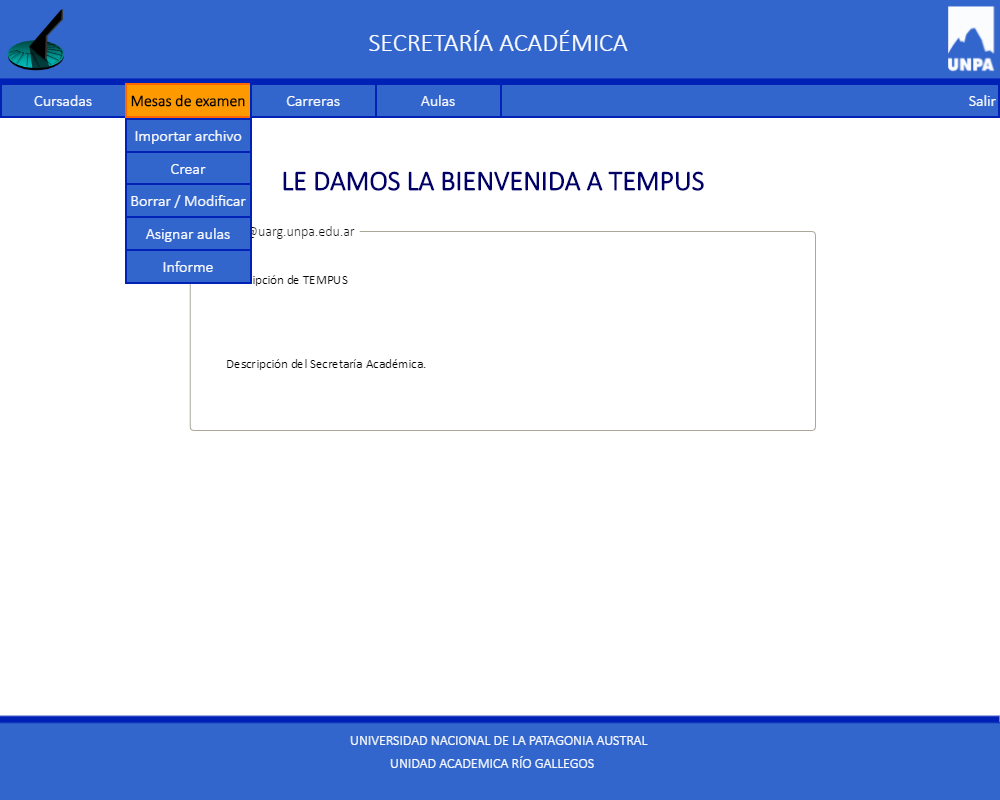 SECRETARÍA ACADÉMICA
UNPA
Cursadas
Mesas de examen
Carreras
Aulas
Salir
Importar archivo
Crear
Borrar / Modificar
Asignar aulas
Informe
LE DAMOS LA BIENVENIDA A TEMPUS
@uarg.unpa.edu.ar
ipción de TEMPUS
Descripción del Secretaría Académica.
UNIVERSIDAD NACIONAL DE LA PATAGONIA AUSTRAL
UNIDAD ACADEMICA RÍO GALLEGOS